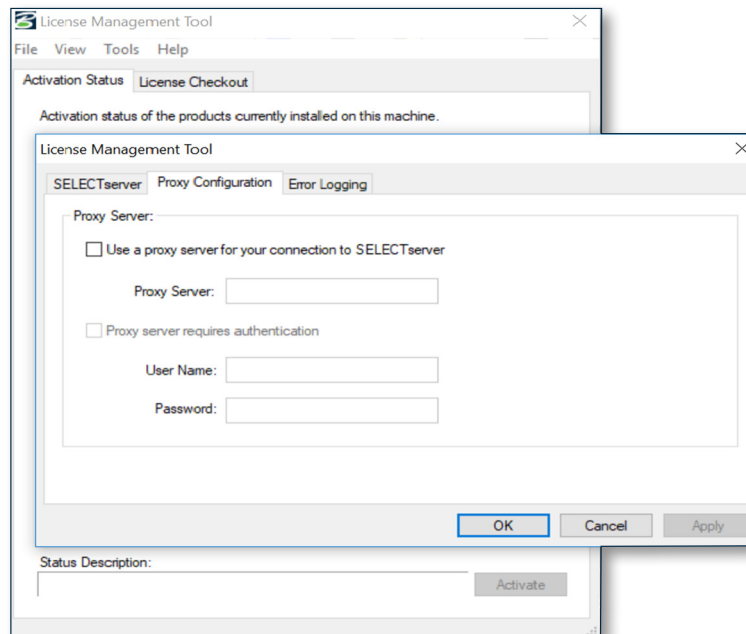 License Management Tool
File View Tools Help
Activation Status License Checkout
Activation status of the products currently installed on this machine.
License Management Tool
SELECTserver Proxy Configuration Error Logging
Proxy Server:
Use a proxy server for your connection to SELECTserver
Proxy Server:
Proxy server requires authentication
User Name:
Password:
OK Cancel Apply
Status Description:
Activate